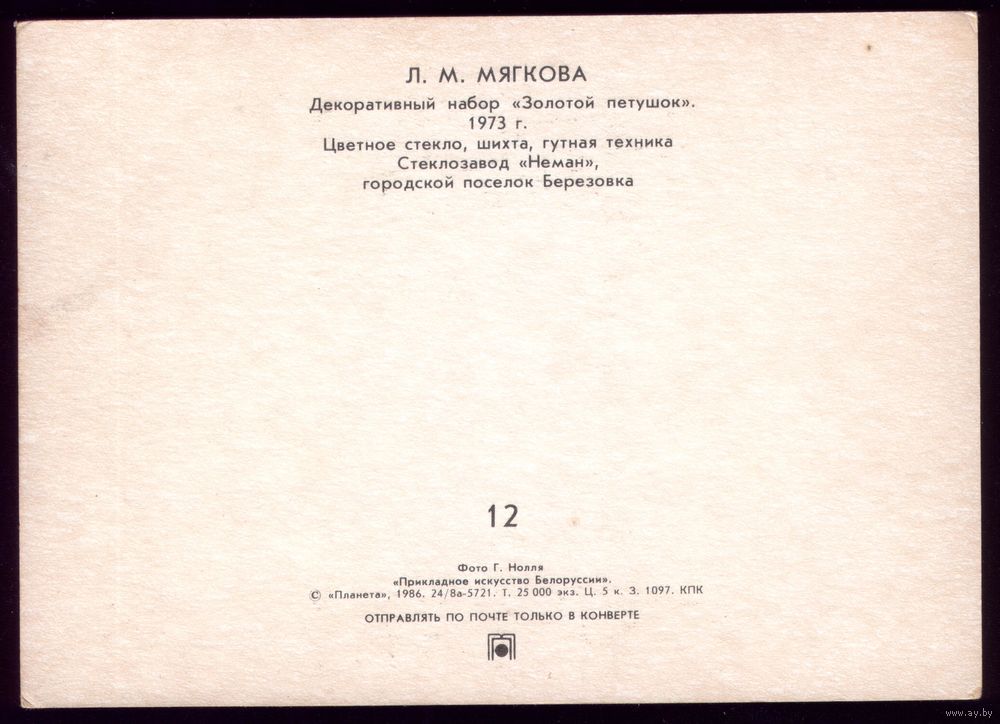 Л. М. МЯГКОВА
Декоративный набор «Золотой петушок».
1973 г.
Цветное стекло, шихта, гутная техника
Стеклозавод «Неман»,
городской поселок Березовка
12
Фото Г. Нолля
«Прикладное искусство Белоруссии».
© «Планета», 1986. 24/8а-5721. Т. 25 000 экз. Ц. 5 к. З. 1097. КПК
ОТПРАВЛЯТЬ ПО ПОЧТЕ ТОЛЬКО В КОНВЕРТЕ
www.ay.by